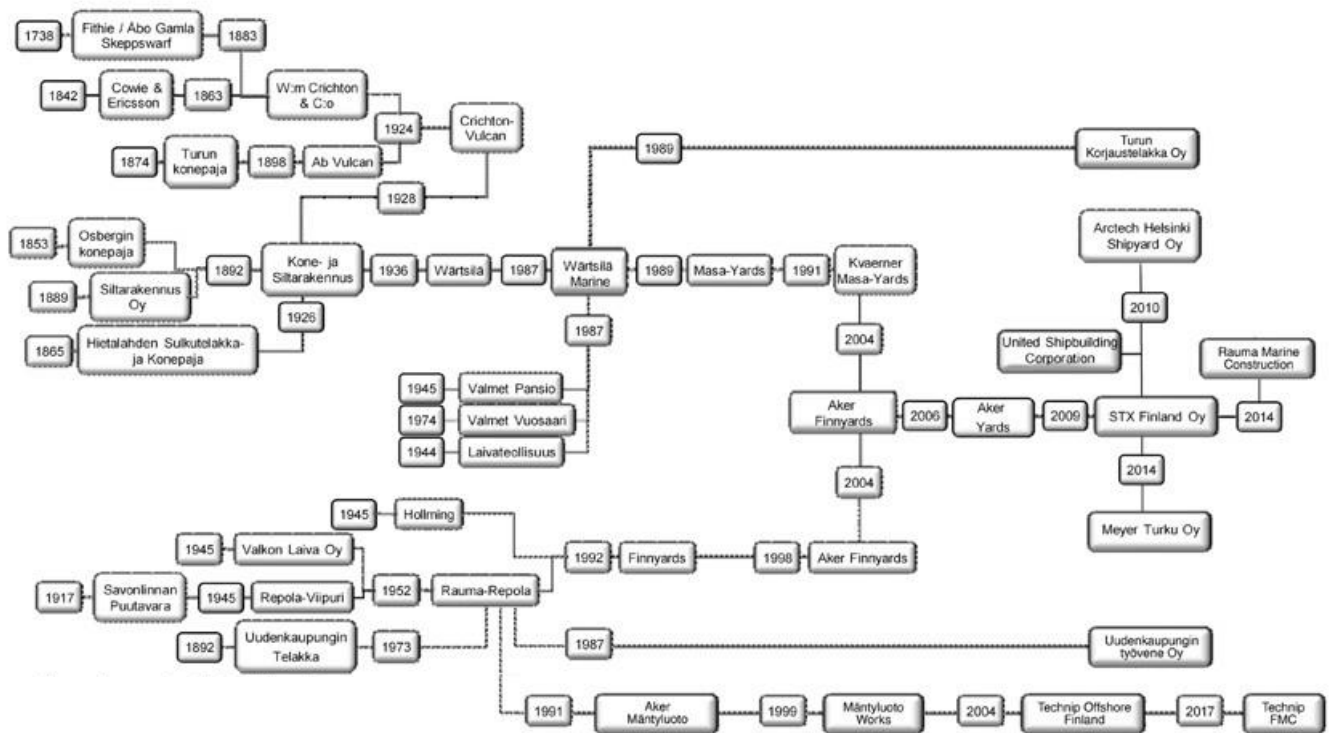 1738
Fithie / Åbo Gamla
Skeppswarf
1883
1842
Cowie &
Ericsson
1863
W:m Crichton
& C:o
1924
Crichton-
Vulcan
1874
Turun
konepaja
1898
Ab Vulcan
1989
Turun
Korjaustelakka Oy
1928
1853
Osbergin
konepaja
1889
Siltarakennus
Oy
1892
Kone- ja
Siltarakennus
1936
Wärtsilä
1987
Wärtsilä
Marine
1989
Masa-Yards
1991
Kvaerner
Masa-Yards
Arctech Helsinki
Shipyard Oy
1865
Hietalahden Sulkutelakka-
ja Konepaja
1926
1987
2004
2010
United Shipbuilding
Corporation
Rauma Marine
Construction
1945
Valmet Pansio
1974
Valmet Vuosaari
1944
Laivateollisuus
Aker
Finnyards
2006
Aker
Yards
2009
STX Finland Oy
2014
2004
2014
Meyer Turku Oy
1945
Hollming
1945
Valkon Laiva Oy
1917
Savonlinnan
Puutavara
1945
Repola-Viipuri
1952
Rauma-Repola
1992
Finnyards
1998
Aker Finnyards
1892
Uudenkaupungin
Telakka
1973
1987
Uudenkaupungin
työvene Oy
1991
Aker
Mäntyluoto
1999
Mäntyluoto
Works
2004
Technip Offshore
Finland
2017
Technip
FMC